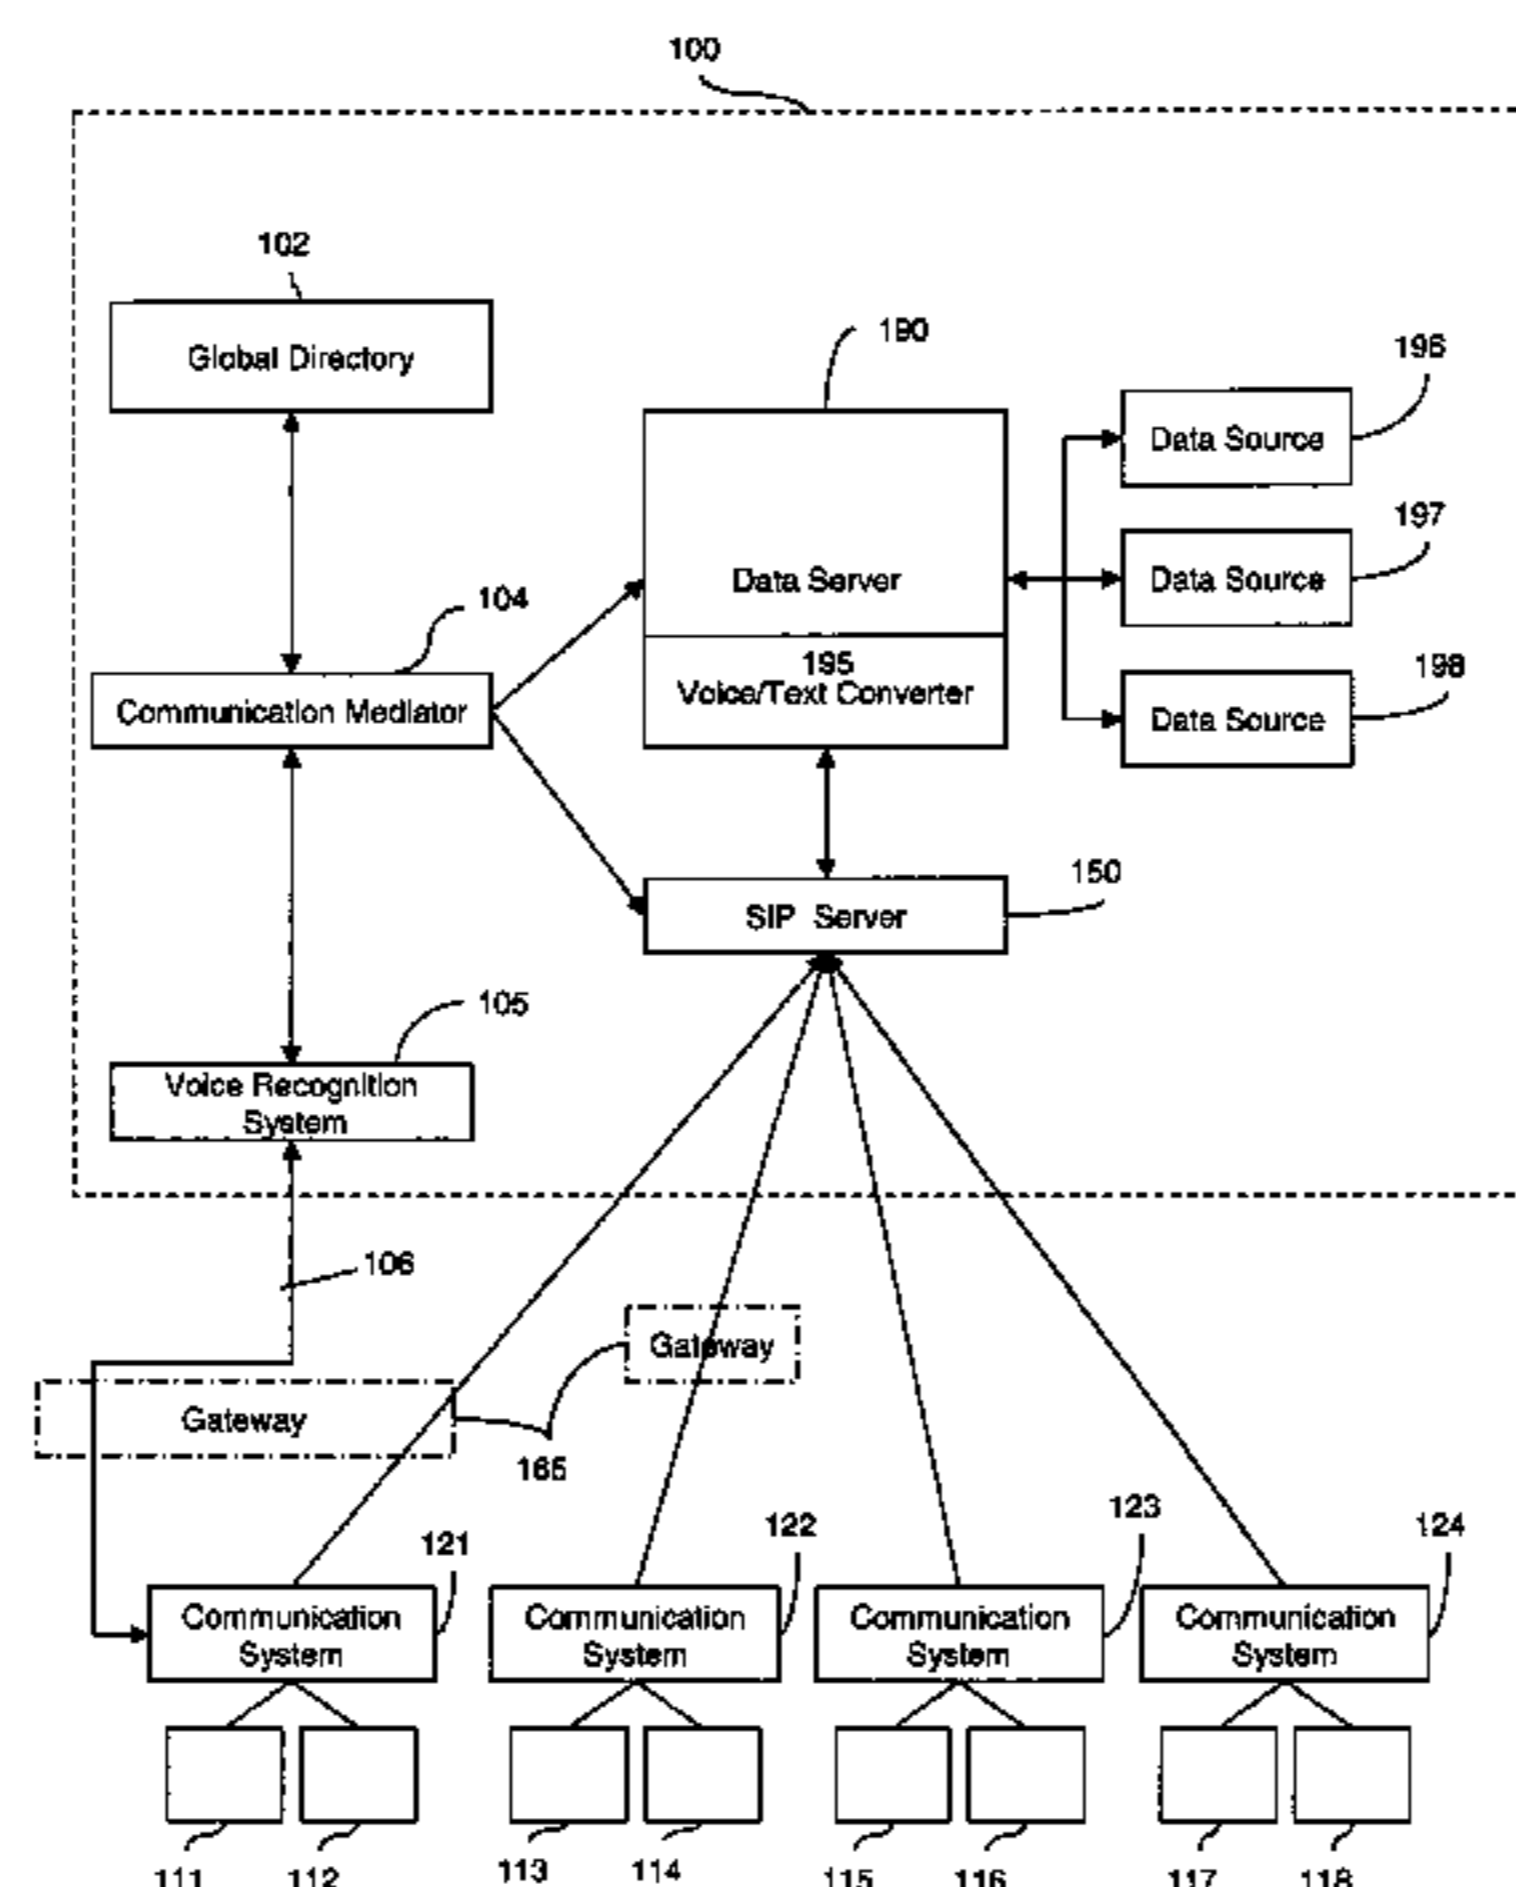 100
102
Global Directory
190
196
Data Source
197
104
Data Server
Data Source
195
198
Communication Mediator
Voice/Text Converter
Data Source
150
SIP Server
105
Voice Recognition
System
106
Gateway
Gateway
165
121
122
123
124
Communication
System
Communication
System
Communication
System
Communication
System
111
112
113
114
115
116
117
118